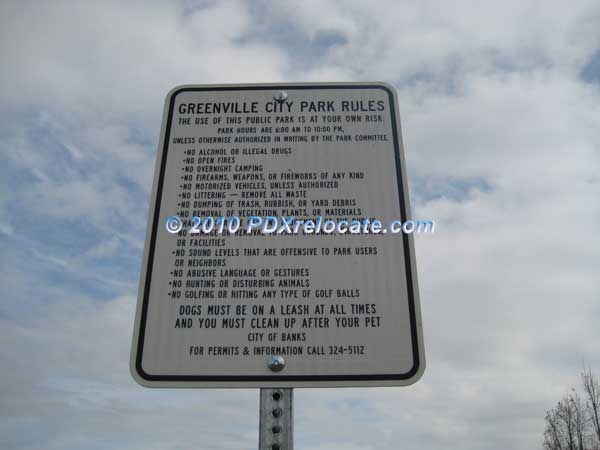 GREENVILLE CITY PARK RULES
THE USE OF THIS PUBLIC PARK IS AT YOUR OWN RISK.
PARK HOURS ARE 6:00 AM TO 10:00 PM,
UNLESS OTHERWISE AUTHORIZED IN WRITING BY THE PARK COMMITTEE.
•NO ALCOHOL OR ILLEGAL DRUGS
•NO OPEN FIRES
•NO OVERNIGHT CAMPING
•NO FIREARMS, WEAPONS, OR FIREWORKS OF ANY KIND
•NO MOTORIZED VEHICLES, UNLESS AUTHORIZED
•NO LITTERING – REMOVE ALL WASTE
•NO DUMPING OF TRASH, RUBBISH, OR YARD DEBRIS
•NO REMOVAL OF VEGETATION, PLANTS, OR MATERIALS
© 2010 PDXrelocate.com
OR FACILITIES
•NO SOUND LEVELS THAT ARE OFFENSIVE TO PARK USERS
OR NEIGHBORS
•NO ABUSIVE LANGUAGE OR GESTURES
•NO HUNTING OR DISTURBING ANIMALS
•NO GOLFING OR HITTING ANY TYPE OF GOLF BALLS
DOGS MUST BE ON A LEASH AT ALL TIMES
AND YOU MUST CLEAN UP AFTER YOUR PET
CITY OF BANKS
FOR PERMITS & INFORMATION CALL 324-5112